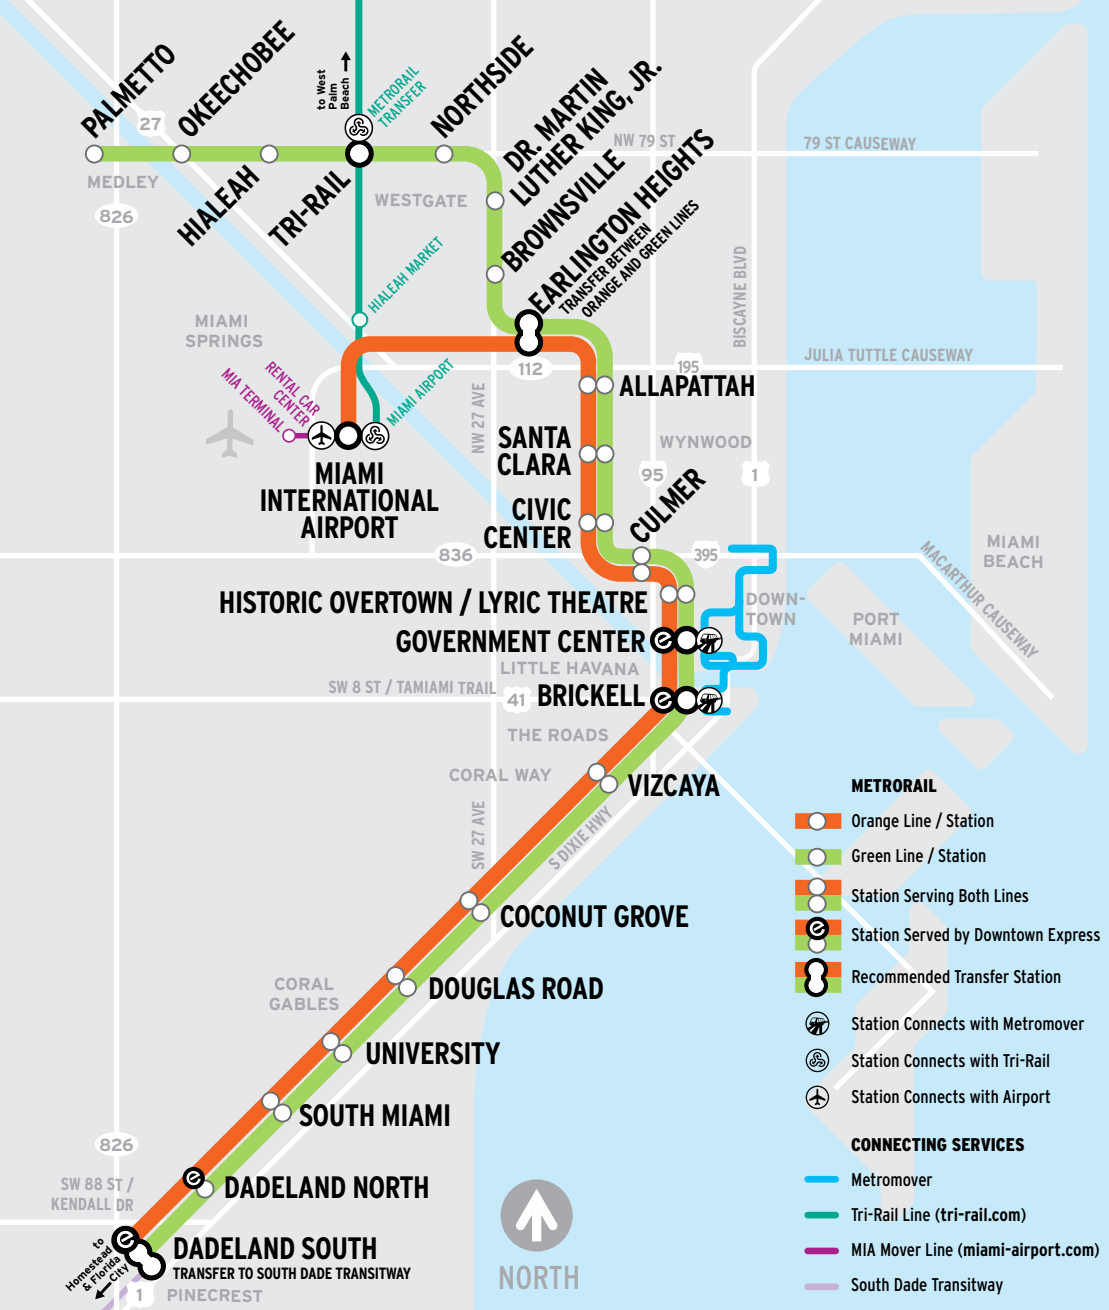 PALMETTO
OKEECHOBEE
HIALEAH
TRI-RAIL
to West
Palm
Beach
METRORAIL
TRANSFER
NORTHSIDE
DR. MARTIN
LUTHER KING, JR.
BROWNSVILLE
EARLINGTON HEIGHTS
TRANSFER BETWEEN
ORANGE AND GREEN LINES
27
MEDLEY
826
WESTGATE
NW 79 ST
79 ST CAUSEWAY
HIALEAH MARKET
BISCAYNE BLVD
MIAMI
SPRINGS
JULIA TUTTLE CAUSEWAY
195
112
RENTAL CAR
CENTER
MIA TERMINAL
MIAMI AIRPORT
NW 27 AVE
ALLAPATTAH
SANTA
CLARA
WYNWOOD
95
1
MIAMI
INTERNATIONAL
AIRPORT
CIVIC
CENTER
CULMER
836
395
MIAMI
BEACH
MACARTHUR CAUSEWAY
HISTORIC OVERTOWN / LYRIC THEATRE
DOWN-
TOWN
PORT
MIAMI
GOVERNMENT CENTER
e
LITTLE HAVANA
SW 8 ST / TAMIAMI TRAIL
41
BRICKELL
e
THE ROADS
CORAL WAY
VIZCAYA
SW 27 AVE
S DIXIE HWY
COCONUT GROVE
CORAL
GABLES
DOUGLAS ROAD
UNIVERSITY
SOUTH MIAMI
826
SW 88 ST /
KENDALL DR
e
DADELAND NORTH
e
DADELAND SOUTH
TRANSFER TO SOUTH DADE TRANSITWAY
to
Homestead
& Florida
City
1
PINECREST
NORTH
METRORAIL
Orange Line / Station
Green Line / Station
Station Serving Both Lines
e
Station Served by Downtown Express
Recommended Transfer Station
Station Connects with Metromover
Station Connects with Tri-Rail
Station Connects with Airport
CONNECTING SERVICES
Metromover
Tri-Rail Line (tri-rail.com)
MIA Mover Line (miami-airport.com)
South Dade Transitway